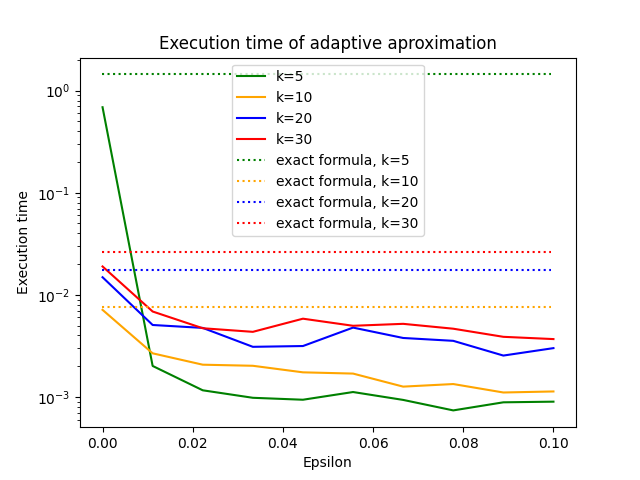 Execution time of adaptive aproximation
k=5
k=10
k=20
k=30
exact formula, k=5
exact formula, k=10
exact formula, k=20
exact formula, k=30
10⁰
10⁻¹
10⁻²
10⁻³
Execution time
0.00 0.02 0.04 0.06 0.08 0.10
Epsilon